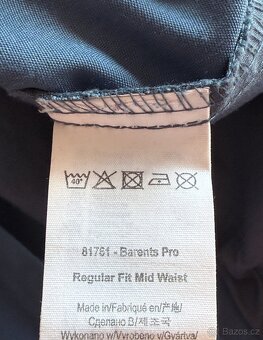 40°
81761 - Barents Pro
Regular Fit Mid Waist
Made in/Fabriqué en/产地/
Сделано в/제조국
Wykonano w/Vyrobeno v/Gyártva/
Bazoš.cz